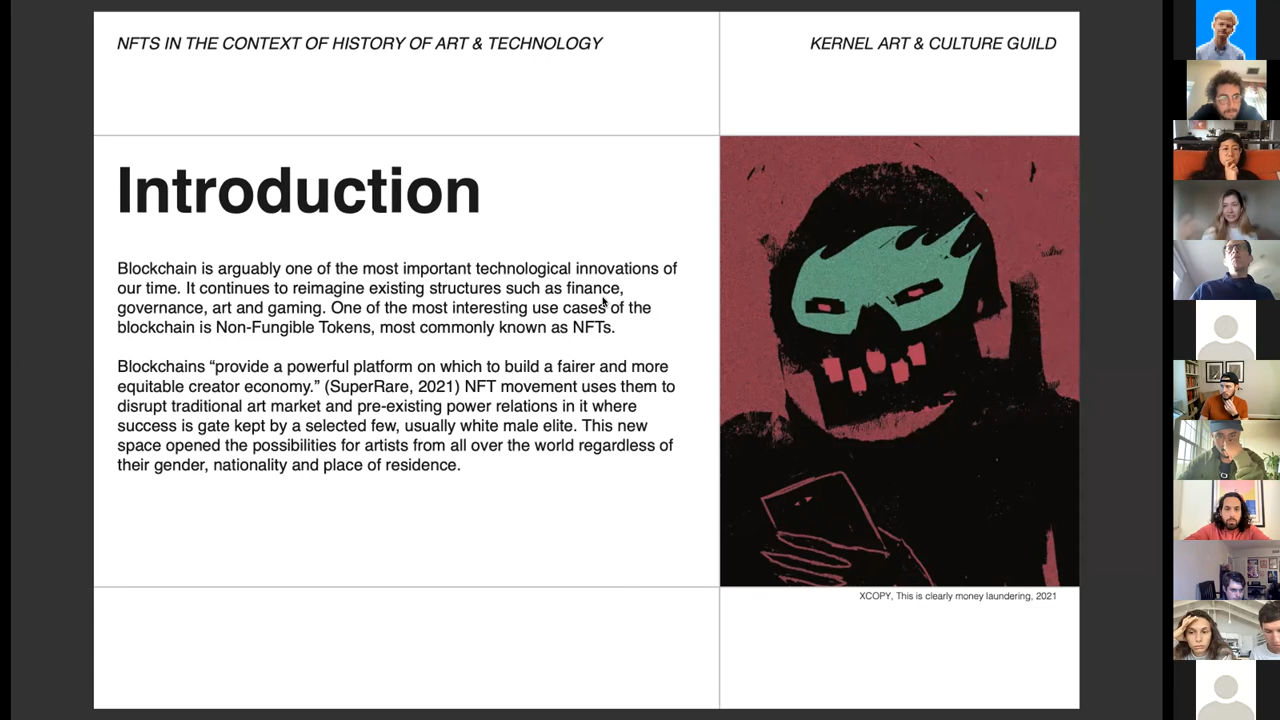 NFTS IN THE CONTEXT OF HISTORY OF ART & TECHNOLOGY
KERNEL ART & CULTURE GUILD
Introduction
Blockchain is arguably one of the most important technological innovations of
our time. It continues to reimagine existing structures such as finance,
governance, art and gaming. One of the most interesting use cases of the
blockchain is Non-Fungible Tokens, most commonly known as NFTs.
Blockchains “provide a powerful platform on which to build a fairer and more
equitable creator economy.” (SuperRare, 2021) NFT movement uses them to
disrupt traditional art market and pre-existing power relations in it where
success is gate kept by a selected few, usually white male elite. This new
space opened the possibilities for artists from all over the world regardless of
their gender, nationality and place of residence.
XCOPY, This is clearly money laundering, 2021